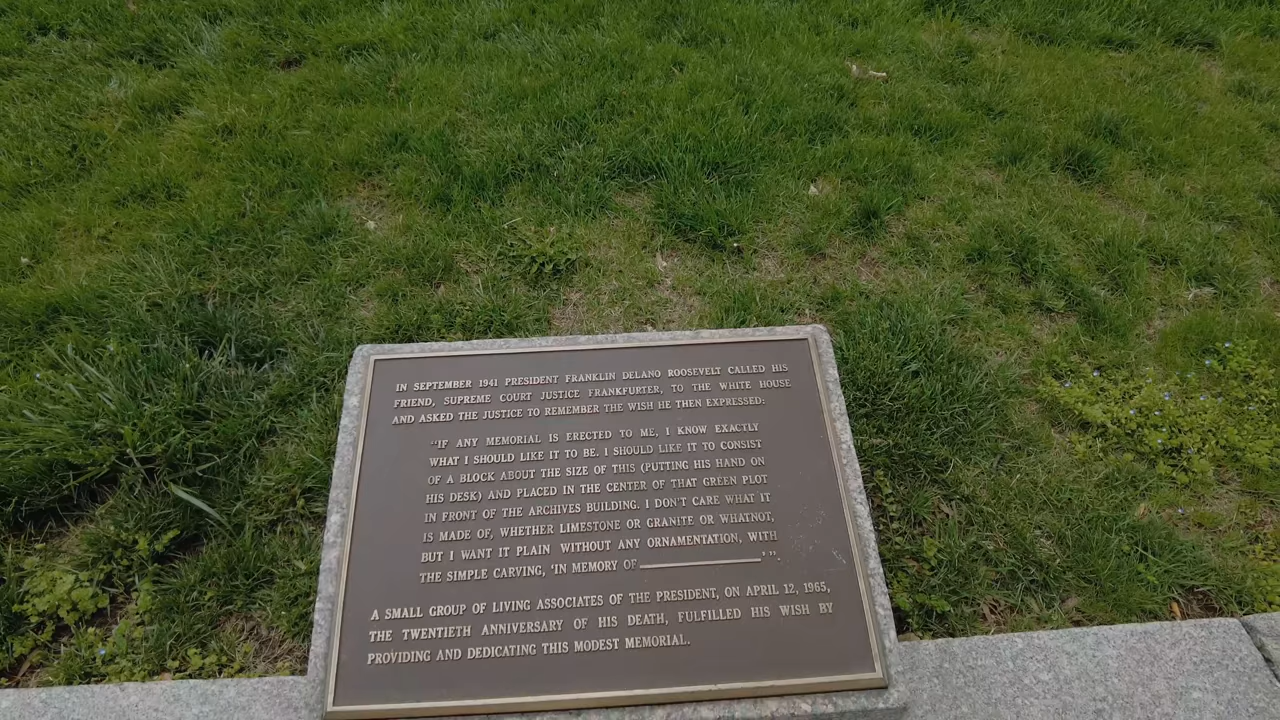 IN SEPTEMBER 1941 PRESIDENT FRANKLIN DELANO ROOSEVELT CALLED HIS
FRIEND, SUPREME COURT JUSTICE FRANKFURTER, TO THE WHITE HOUSE
AND ASKED THE JUSTICE TO REMEMBER THE WISH HE THEN EXPRESSED:
"IF ANY MEMORIAL IS ERECTED TO ME, I KNOW EXACTLY
WHAT I SHOULD LIKE IT TO BE. I SHOULD LIKE IT TO CONSIST
OF A BLOCK ABOUT THE SIZE OF THIS (PUTTING HIS HAND ON
HIS DESK) AND PLACED IN THE CENTER OF THAT GREEN PLOT
IN FRONT OF THE ARCHIVES BUILDING. I DON'T CARE WHAT IT
IS MADE OF, WHETHER LIMESTONE OR GRANITE OR WHATNOT,
BUT I WANT IT PLAIN WITHOUT ANY ORNAMENTATION, WITH
THE SIMPLE CARVING, 'IN MEMORY OF ____________'".
A SMALL GROUP OF LIVING ASSOCIATES OF THE PRESIDENT, ON APRIL 12, 1965,
THE TWENTIETH ANNIVERSARY OF HIS DEATH, FULFILLED HIS WISH BY
PROVIDING AND DEDICATING THIS MODEST MEMORIAL.